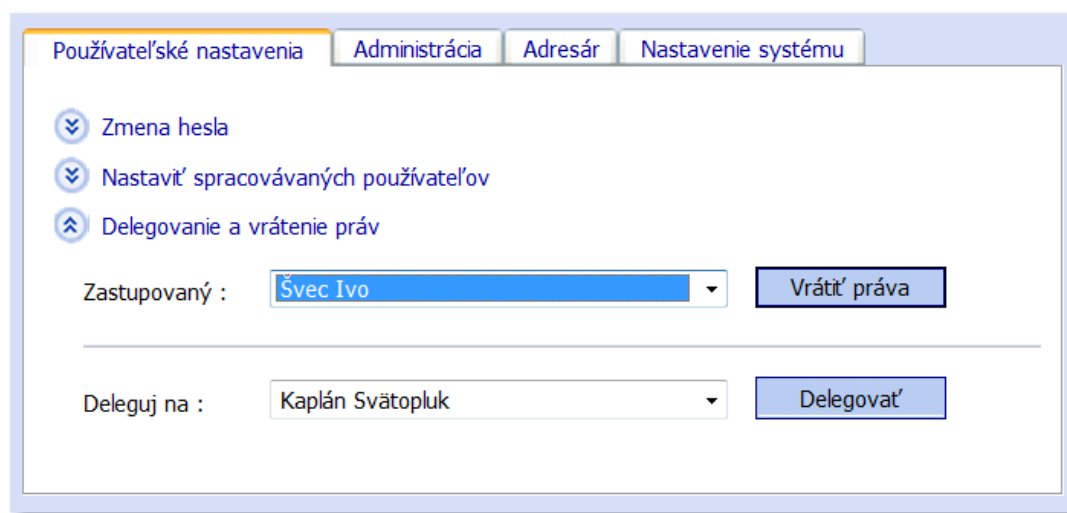 Používateľské nastavenia Administrácia Adresár Nastavenie systému
Zmena hesla
Nastaviť spracovávaných používateľov
Delegovanie a vrátenie práv
Zastupovaný : Švec Ivo Vrátiť práva
Deleguj na : Kaplán Svätopluk Delegovať